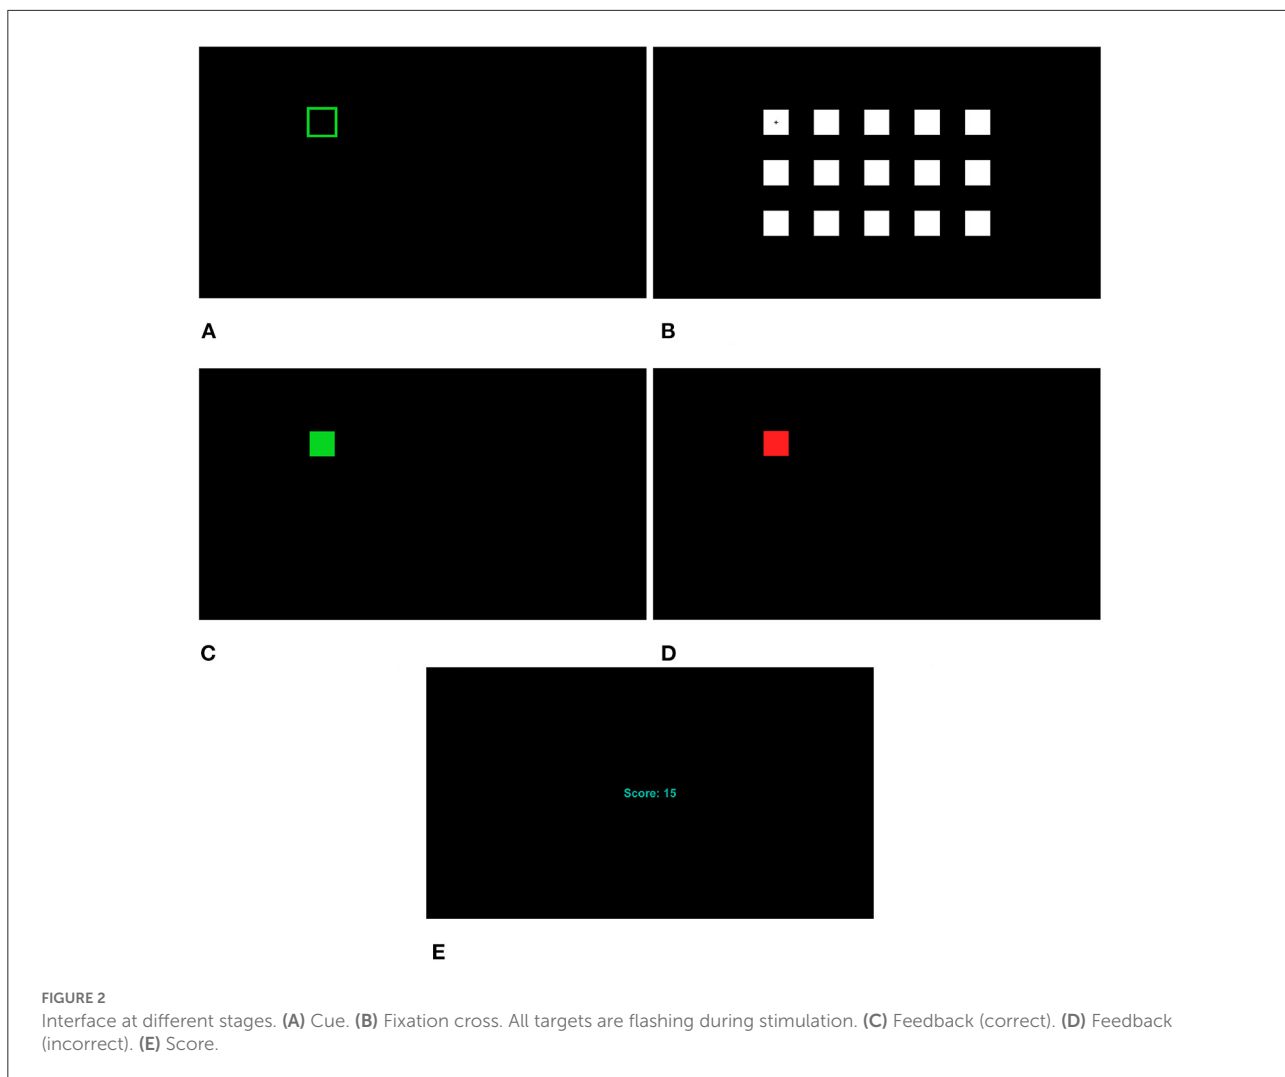 A
B
C
D
Score: 15
E
FIGURE 2
Interface at different stages. (A) Cue. (B) Fixation cross. All targets are flashing during stimulation. (C) Feedback (correct). (D) Feedback
(incorrect). (E) Score.